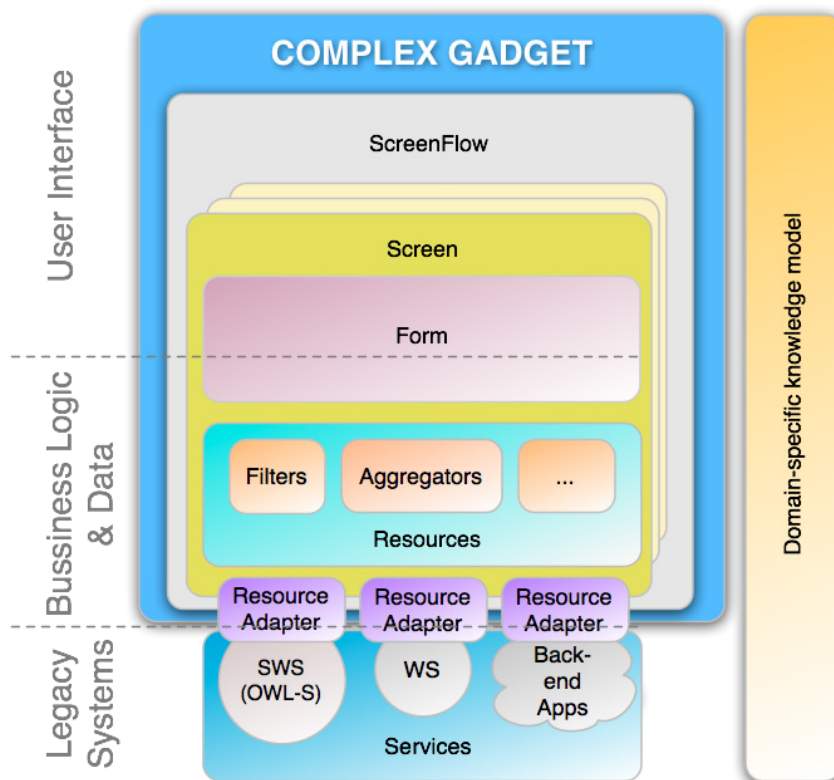 COMPLEX GADGET
ScreenFlow
Screen
Form
Filters
Aggregators
...
Resources
Resource
Adapter
Resource
Adapter
Resource
Adapter
SWS
(OWL-S)
WS
Back-
end
Apps
Services
User Interface
Bussiness Logic
& Data
Legacy
Systems
Domain-specific knowledge model